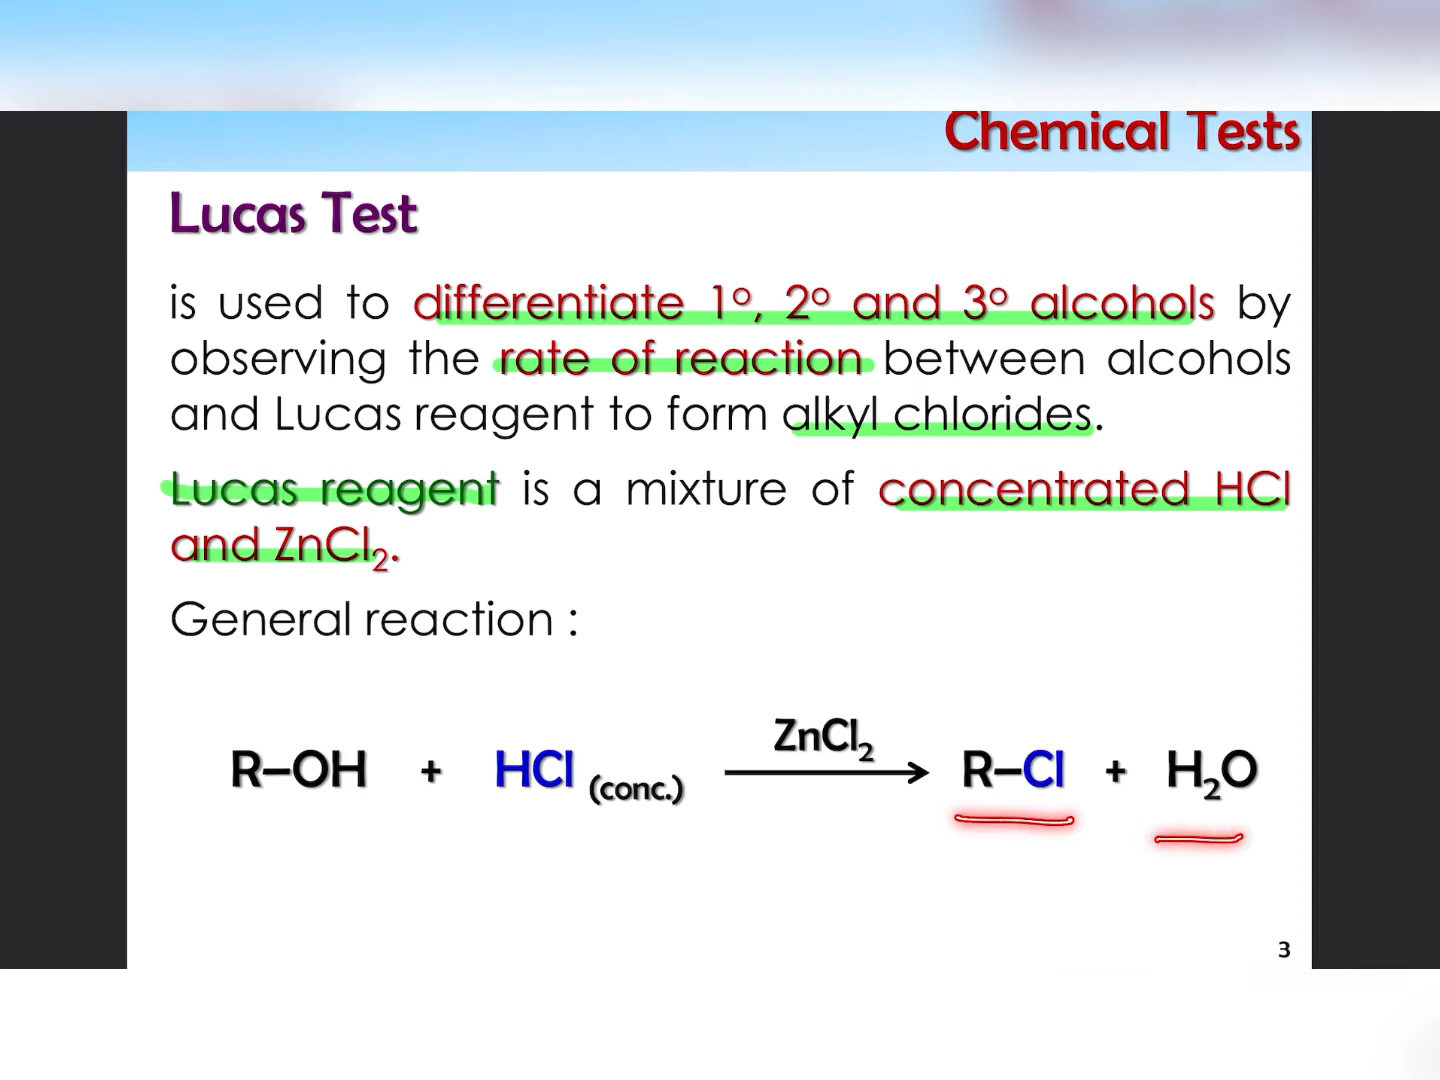 Chemical Tests
Lucas Test
is used to differentiate 1º, 2º and 3º alcohols by
observing the rate of reaction between alcohols
and Lucas reagent to form alkyl chlorides.
Lucas reagent is a mixture of concentrated HCl
and ZnCl₂.
General reaction :
ZnCl₂
R–OH + HCl (conc.) → R–Cl + H₂O
3